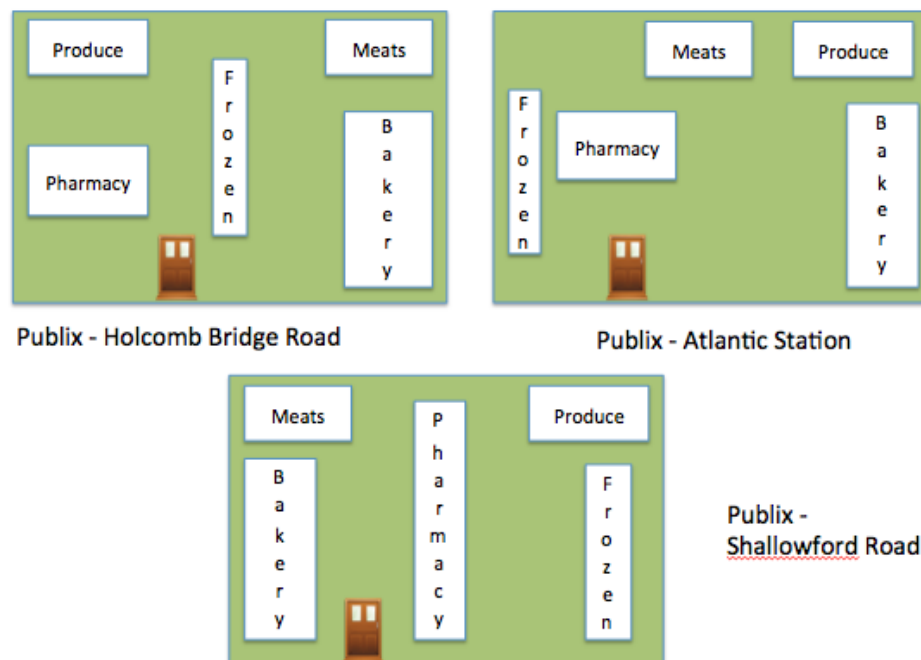 Produce
Meats
Frozen
Bakery
Pharmacy
Publix - Holcomb Bridge Road
Meats
Produce
Frozen
Pharmacy
Bakery
Publix - Atlantic Station
Meats
Pharmacy
Produce
Bakery
Frozen
Publix -
Shallowford Road